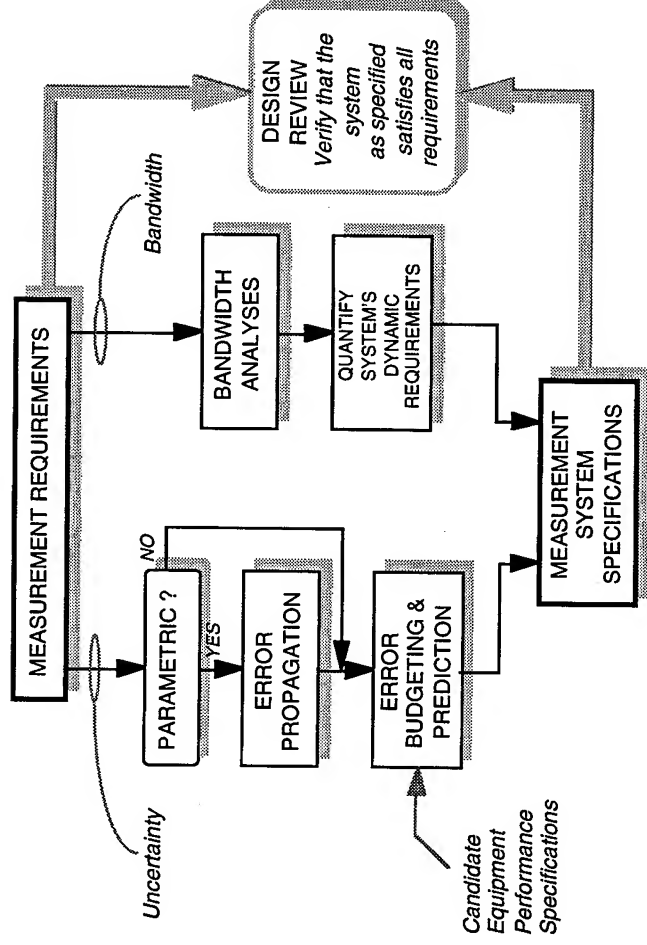 MEASUREMENT REQUIREMENTS
Uncertainty
Bandwidth
PARAMETRIC ?
NO
YES
ERROR
PROPAGATION
ERROR
BUDGETING &
PREDICTION
Candidate
Equipment
Performance
Specifications
BANDWIDTH
ANALYSES
QUANTIFY
SYSTEM'S
DYNAMIC
REQUIREMENTS
MEASUREMENT
SYSTEM
SPECIFICATIONS
DESIGN
REVIEW
Verify that the
system
as specified
satisfies all
requirements